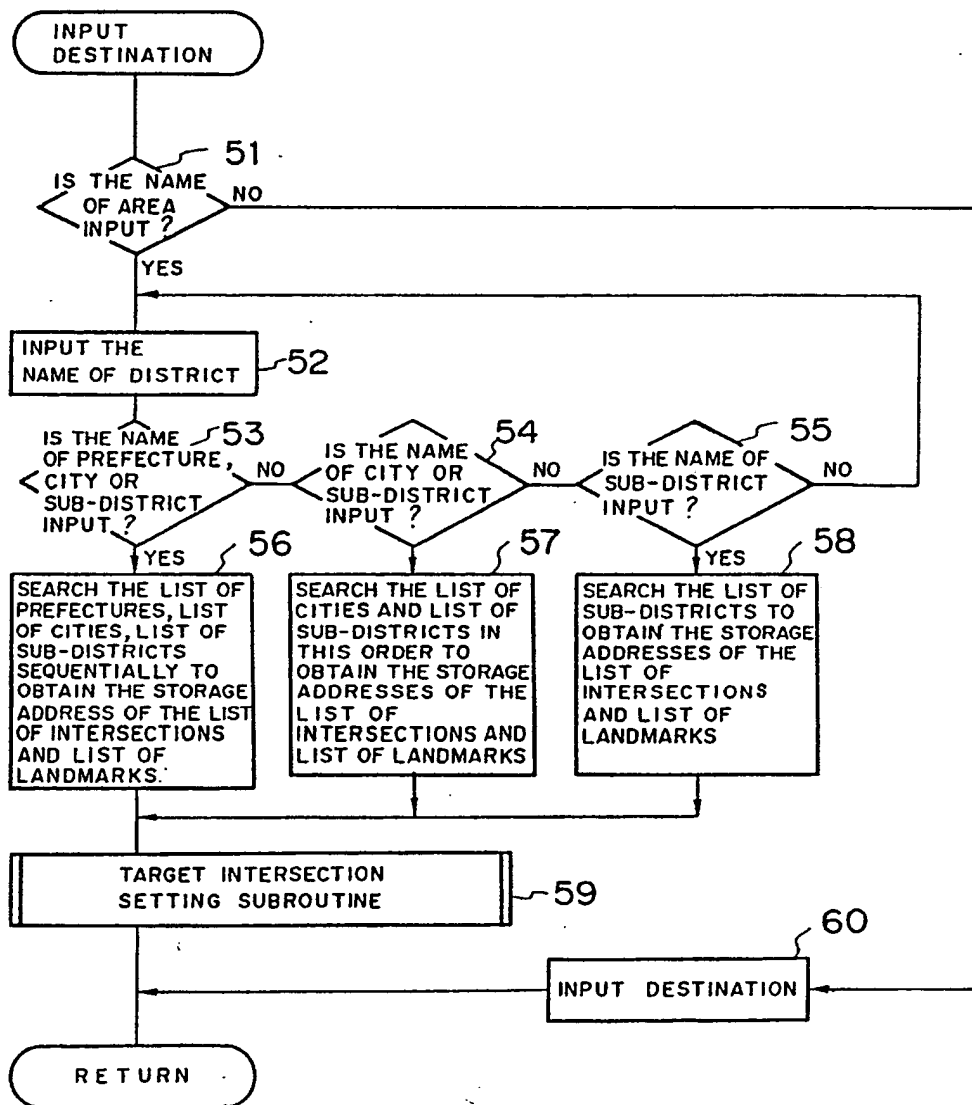 INPUT
DESTINATION
51
IS THE NAME
OF AREA
INPUT ?
NO
YES
INPUT THE
NAME OF DISTRICT
52
IS THE NAME
OF PREFECTURE,
CITY OR
SUB-DISTRICT
INPUT ?
53
NO
YES
IS THE NAME
OF CITY OR
SUB-DISTRICT
INPUT ?
54
NO
IS THE NAME OF
SUB-DISTRICT
INPUT ?
55
NO
YES
56
SEARCH THE LIST OF
PREFECTURES, LIST
OF CITIES, LIST OF
SUB-DISTRICTS
SEQUENTIALLY TO
OBTAIN THE STORAGE
ADDRESS OF THE LIST
OF INTERSECTIONS
AND LIST OF
LANDMARKS.
57
SEARCH THE LIST OF
CITIES AND LIST OF
SUB-DISTRICTS IN
THIS ORDER TO
OBTAIN THE STORAGE
ADDRESSES OF THE
LIST OF
INTERSECTIONS AND
LIST OF LANDMARKS
58
SEARCH THE LIST OF
SUB-DISTRICTS TO
OBTAIN THE STORAGE
ADDRESSES OF THE
LIST OF
INTERSECTIONS
AND LIST OF
LANDMARKS
TARGET INTERSECTION
SETTING SUBROUTINE
59
60
INPUT DESTINATION
RETURN